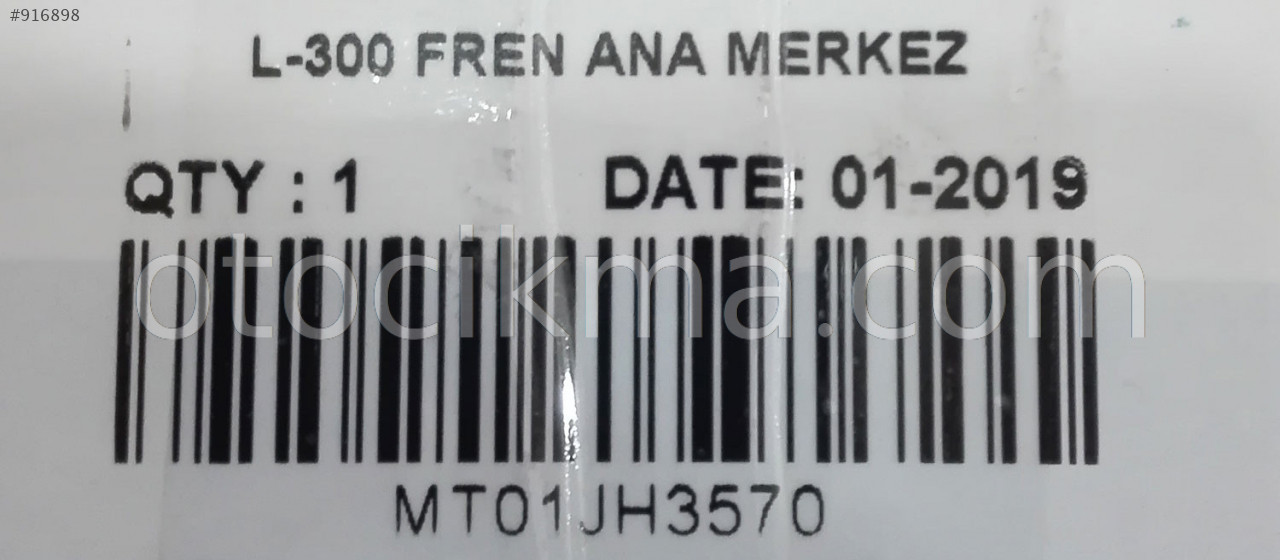 #916898
L-300 FREN ANA MERKEZ
QTY : 1 DATE: 01-2019
otocikma.com
MT01JH3570